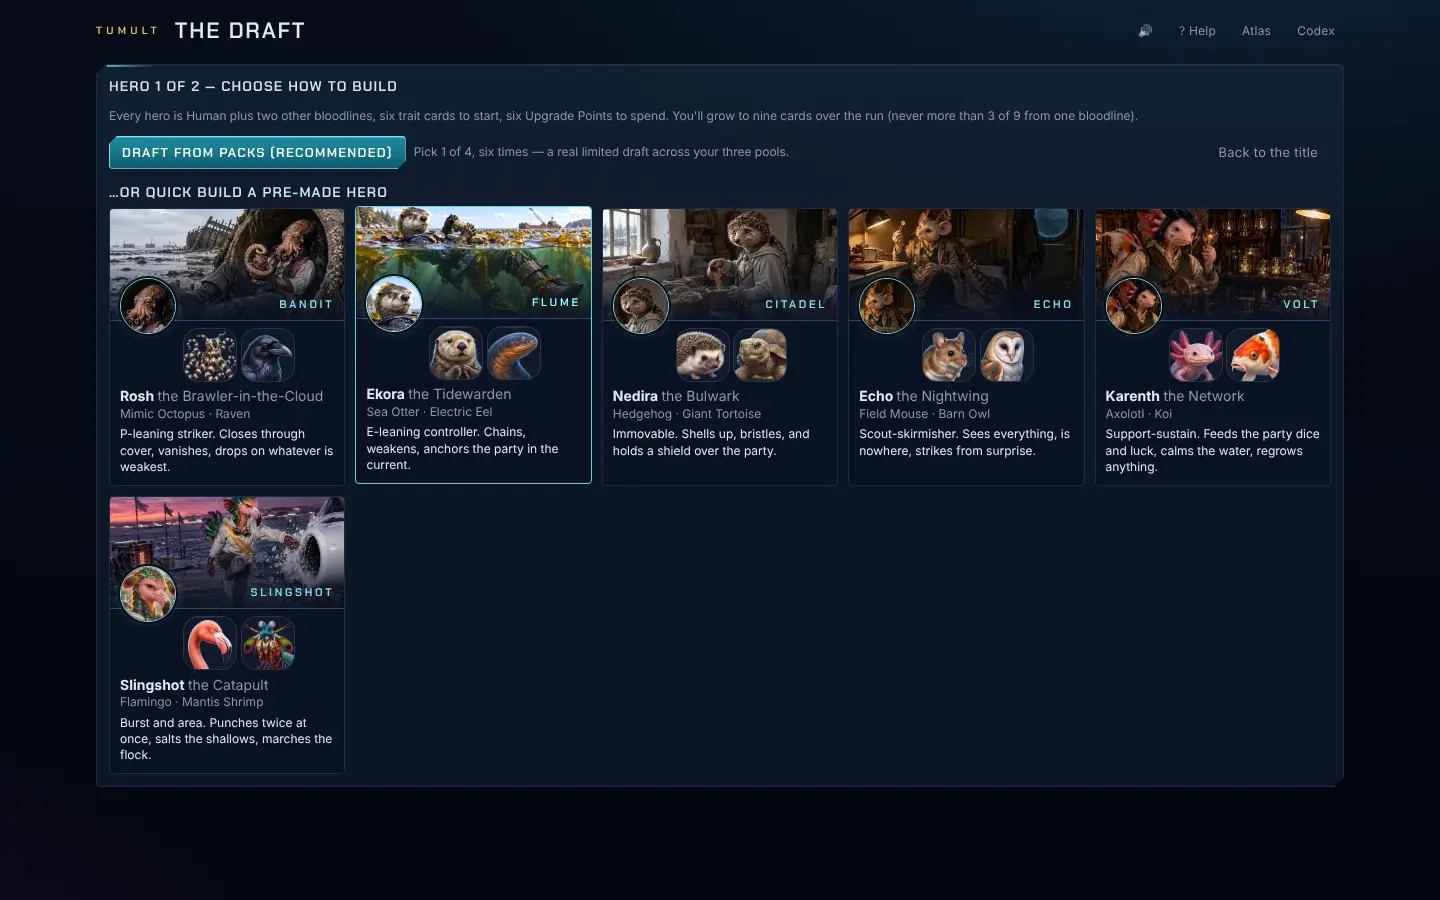 TUMULT THE DRAFT
🔊 ? Help Atlas Codex
HERO 1 OF 2 — CHOOSE HOW TO BUILD
Every hero is Human plus two other bloodlines, six trait cards to start, six Upgrade Points to spend. You'll grow to nine cards over the run (never more than 3 of 9 from one bloodline).
DRAFT FROM PACKS (RECOMMENDED) Pick 1 of 4, six times — a real limited draft across your three pools. Back to the title
...OR QUICK BUILD A PRE-MADE HERO
BANDIT
Rosh the Brawler-in-the-Cloud
Mimic Octopus · Raven
P-leaning striker. Closes through
cover, vanishes, drops on whatever is
weakest.
FLUME
Ekora the Tidewarden
Sea Otter · Electric Eel
E-leaning controller. Chains,
weakens, anchors the party in the
current.
CITADEL
Nedira the Bulwark
Hedgehog · Giant Tortoise
Immovable. Shells up, bristles, and
holds a shield over the party.
ECHO
Echo the Nightwing
Field Mouse · Barn Owl
Scout-skirmisher. Sees everything, is
nowhere, strikes from surprise.
VOLT
Karenth the Network
Axolotl · Koi
Support-sustain. Feeds the party dice
and luck, calms the water, regrows
anything.
SLINGSHOT
Slingshot the Catapult
Flamingo · Mantis Shrimp
Burst and area. Punches twice at
once, salts the shallows, marches the
flock.